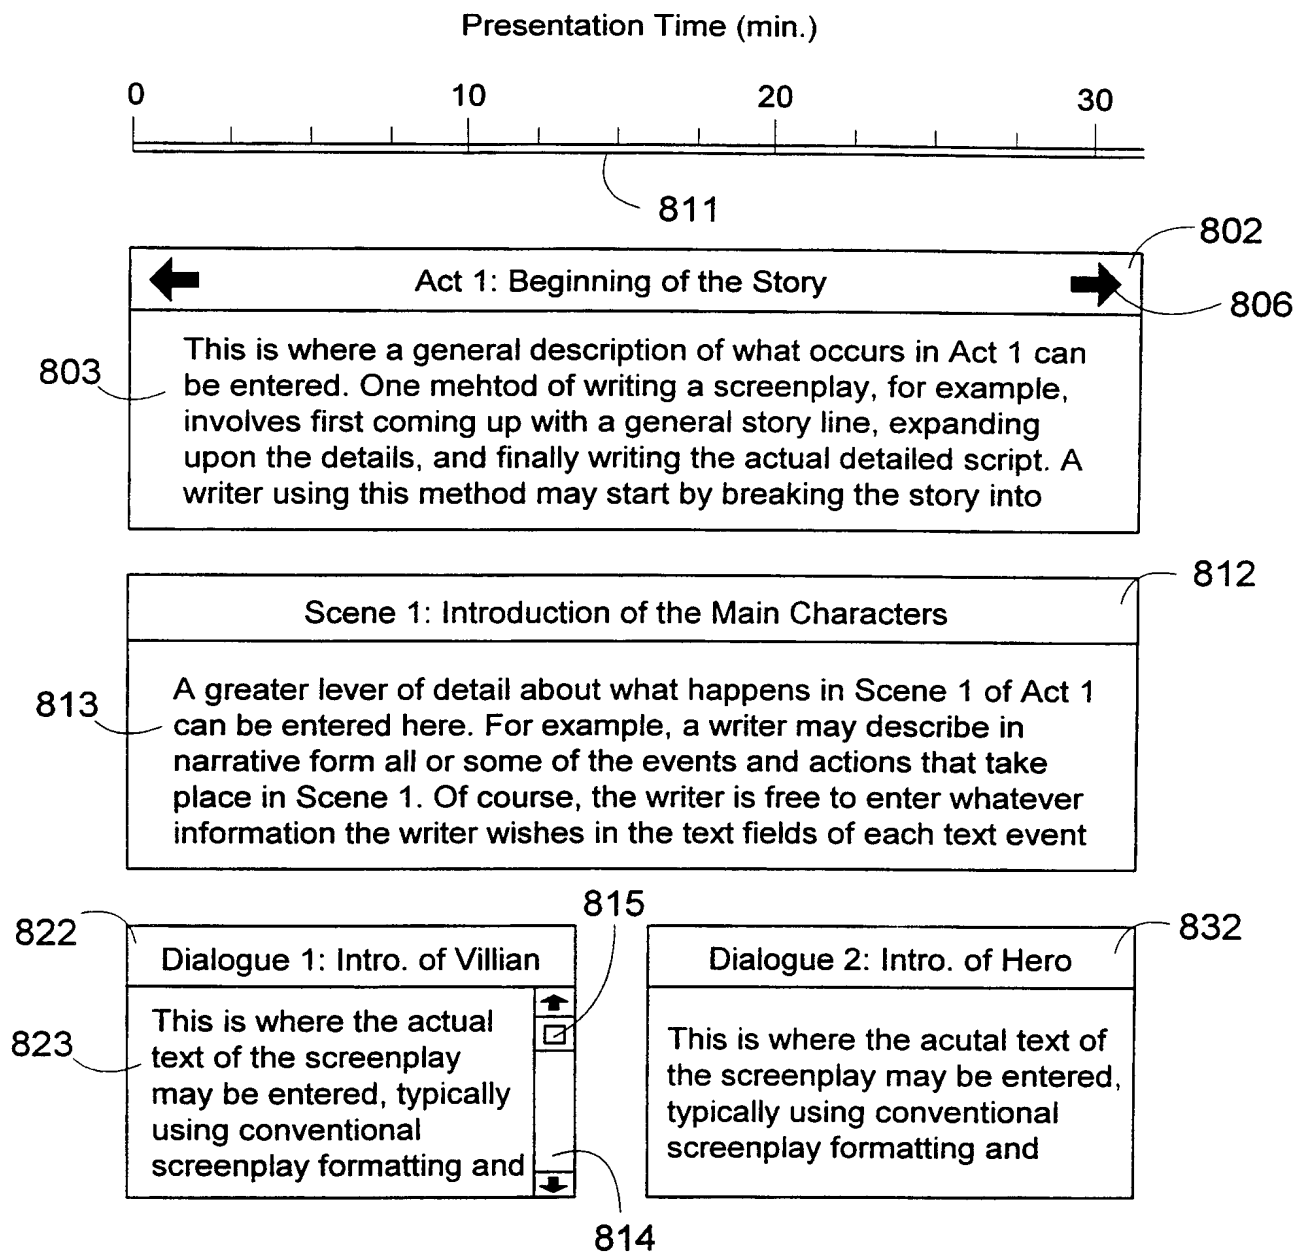 Presentation Time (min.)
0 10 20 30
811
802
Act 1: Beginning of the Story
806
803
This is where a general description of what occurs in Act 1 can
be entered. One mehtod of writing a screenplay, for example,
involves first coming up with a general story line, expanding
upon the details, and finally writing the actual detailed script. A
writer using this method may start by breaking the story into
812
Scene 1: Introduction of the Main Characters
813
A greater lever of detail about what happens in Scene 1 of Act 1
can be entered here. For example, a writer may describe in
narrative form all or some of the events and actions that take
place in Scene 1. Of course, the writer is free to enter whatever
information the writer wishes in the text fields of each text event
815
822
Dialogue 1: Intro. of Villian
823
This is where the actual
text of the screenplay
may be entered, typically
using conventional
screenplay formatting and
814
832
Dialogue 2: Intro. of Hero
This is where the acutal text of
the screenplay may be entered,
typically using conventional
screenplay formatting and